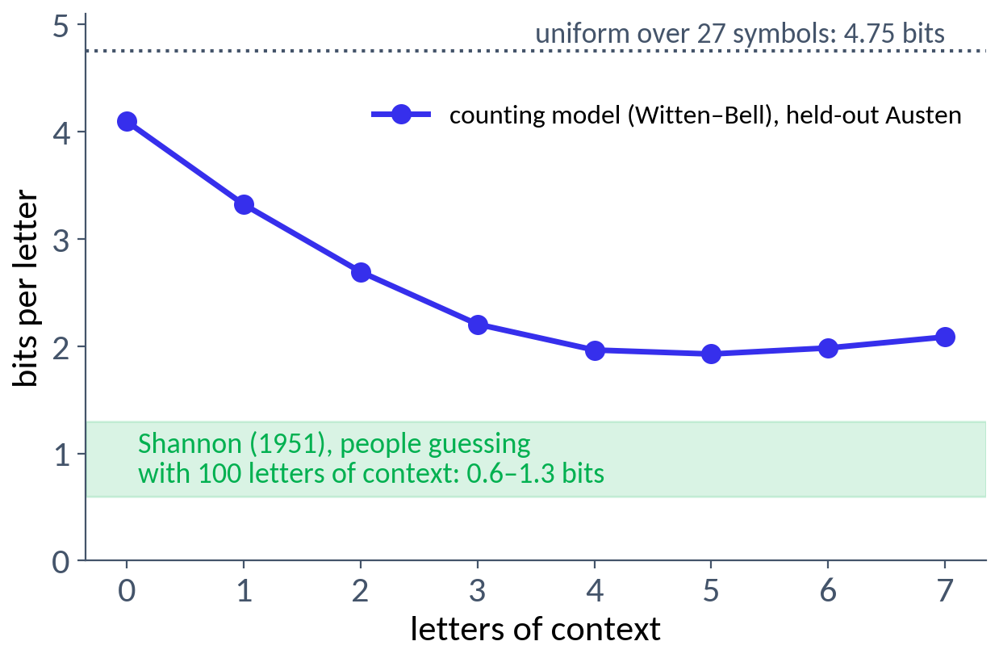 uniform over 27 symbols: 4.75 bits
counting model (Witten–Bell), held-out Austen
Shannon (1951), people guessing
with 100 letters of context: 0.6–1.3 bits
bits per letter
5
4
3
2
1
0
0 1 2 3 4 5 6 7
letters of context